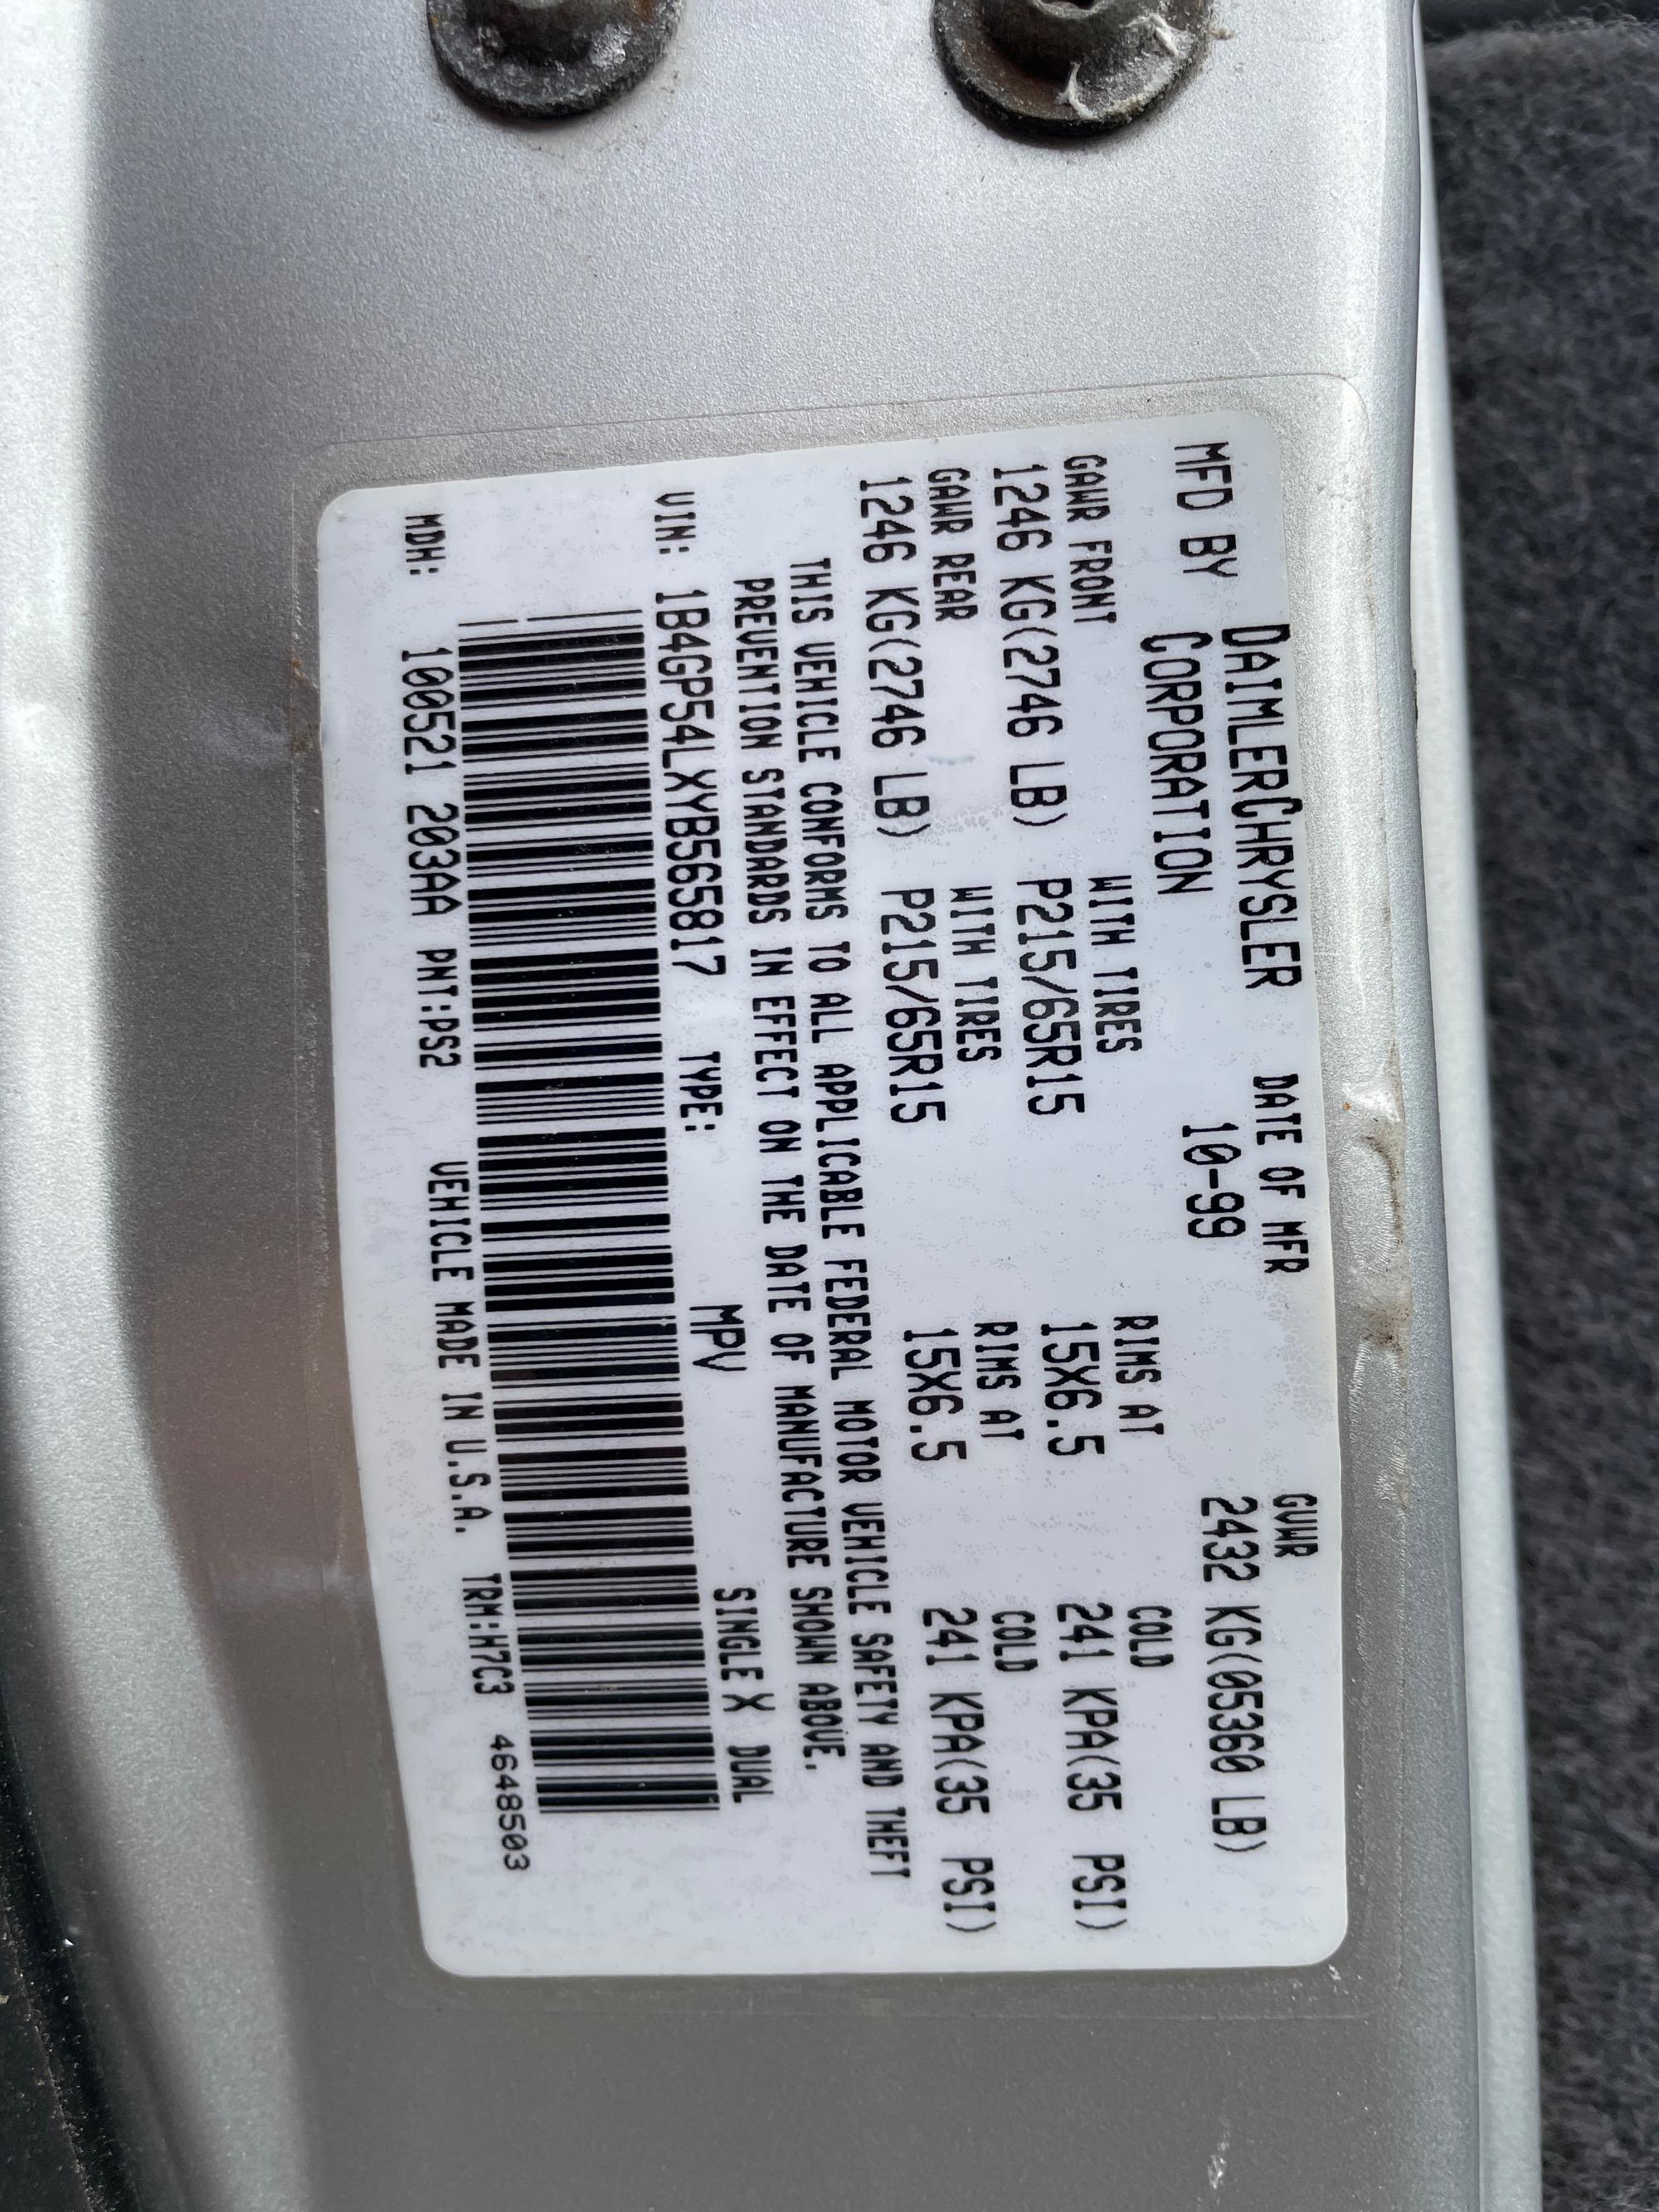 MFD BY DAIMLERCHRYSLER CORPORATION DATE OF MFR 10-99 GVWR 2432 KG(05360 LB)
GAWR FRONT WITH TIRES RIMS AT COLD
1246 KG(2746 LB) P215/65R15 15X6.5 241 KPA(35 PSI)
GAWR REAR WITH TIRES RIMS AT COLD
1246 KG(2746 LB) P215/65R15 15X6.5 241 KPA(35 PSI)
THIS VEHICLE CONFORMS TO ALL APPLICABLE FEDERAL MOTOR VEHICLE SAFETY AND THEFT
PREVENTION STANDARDS IN EFFECT ON THE DATE OF MANUFACTURE SHOWN ABOVE.
VIN: 1B4GP54LXYB565817 TYPE: MPV SINGLE X DUAL
MDH: 100521 203AA PNT:PS2 VEHICLE MADE IN U.S.A. TRM:H7C3 4648503